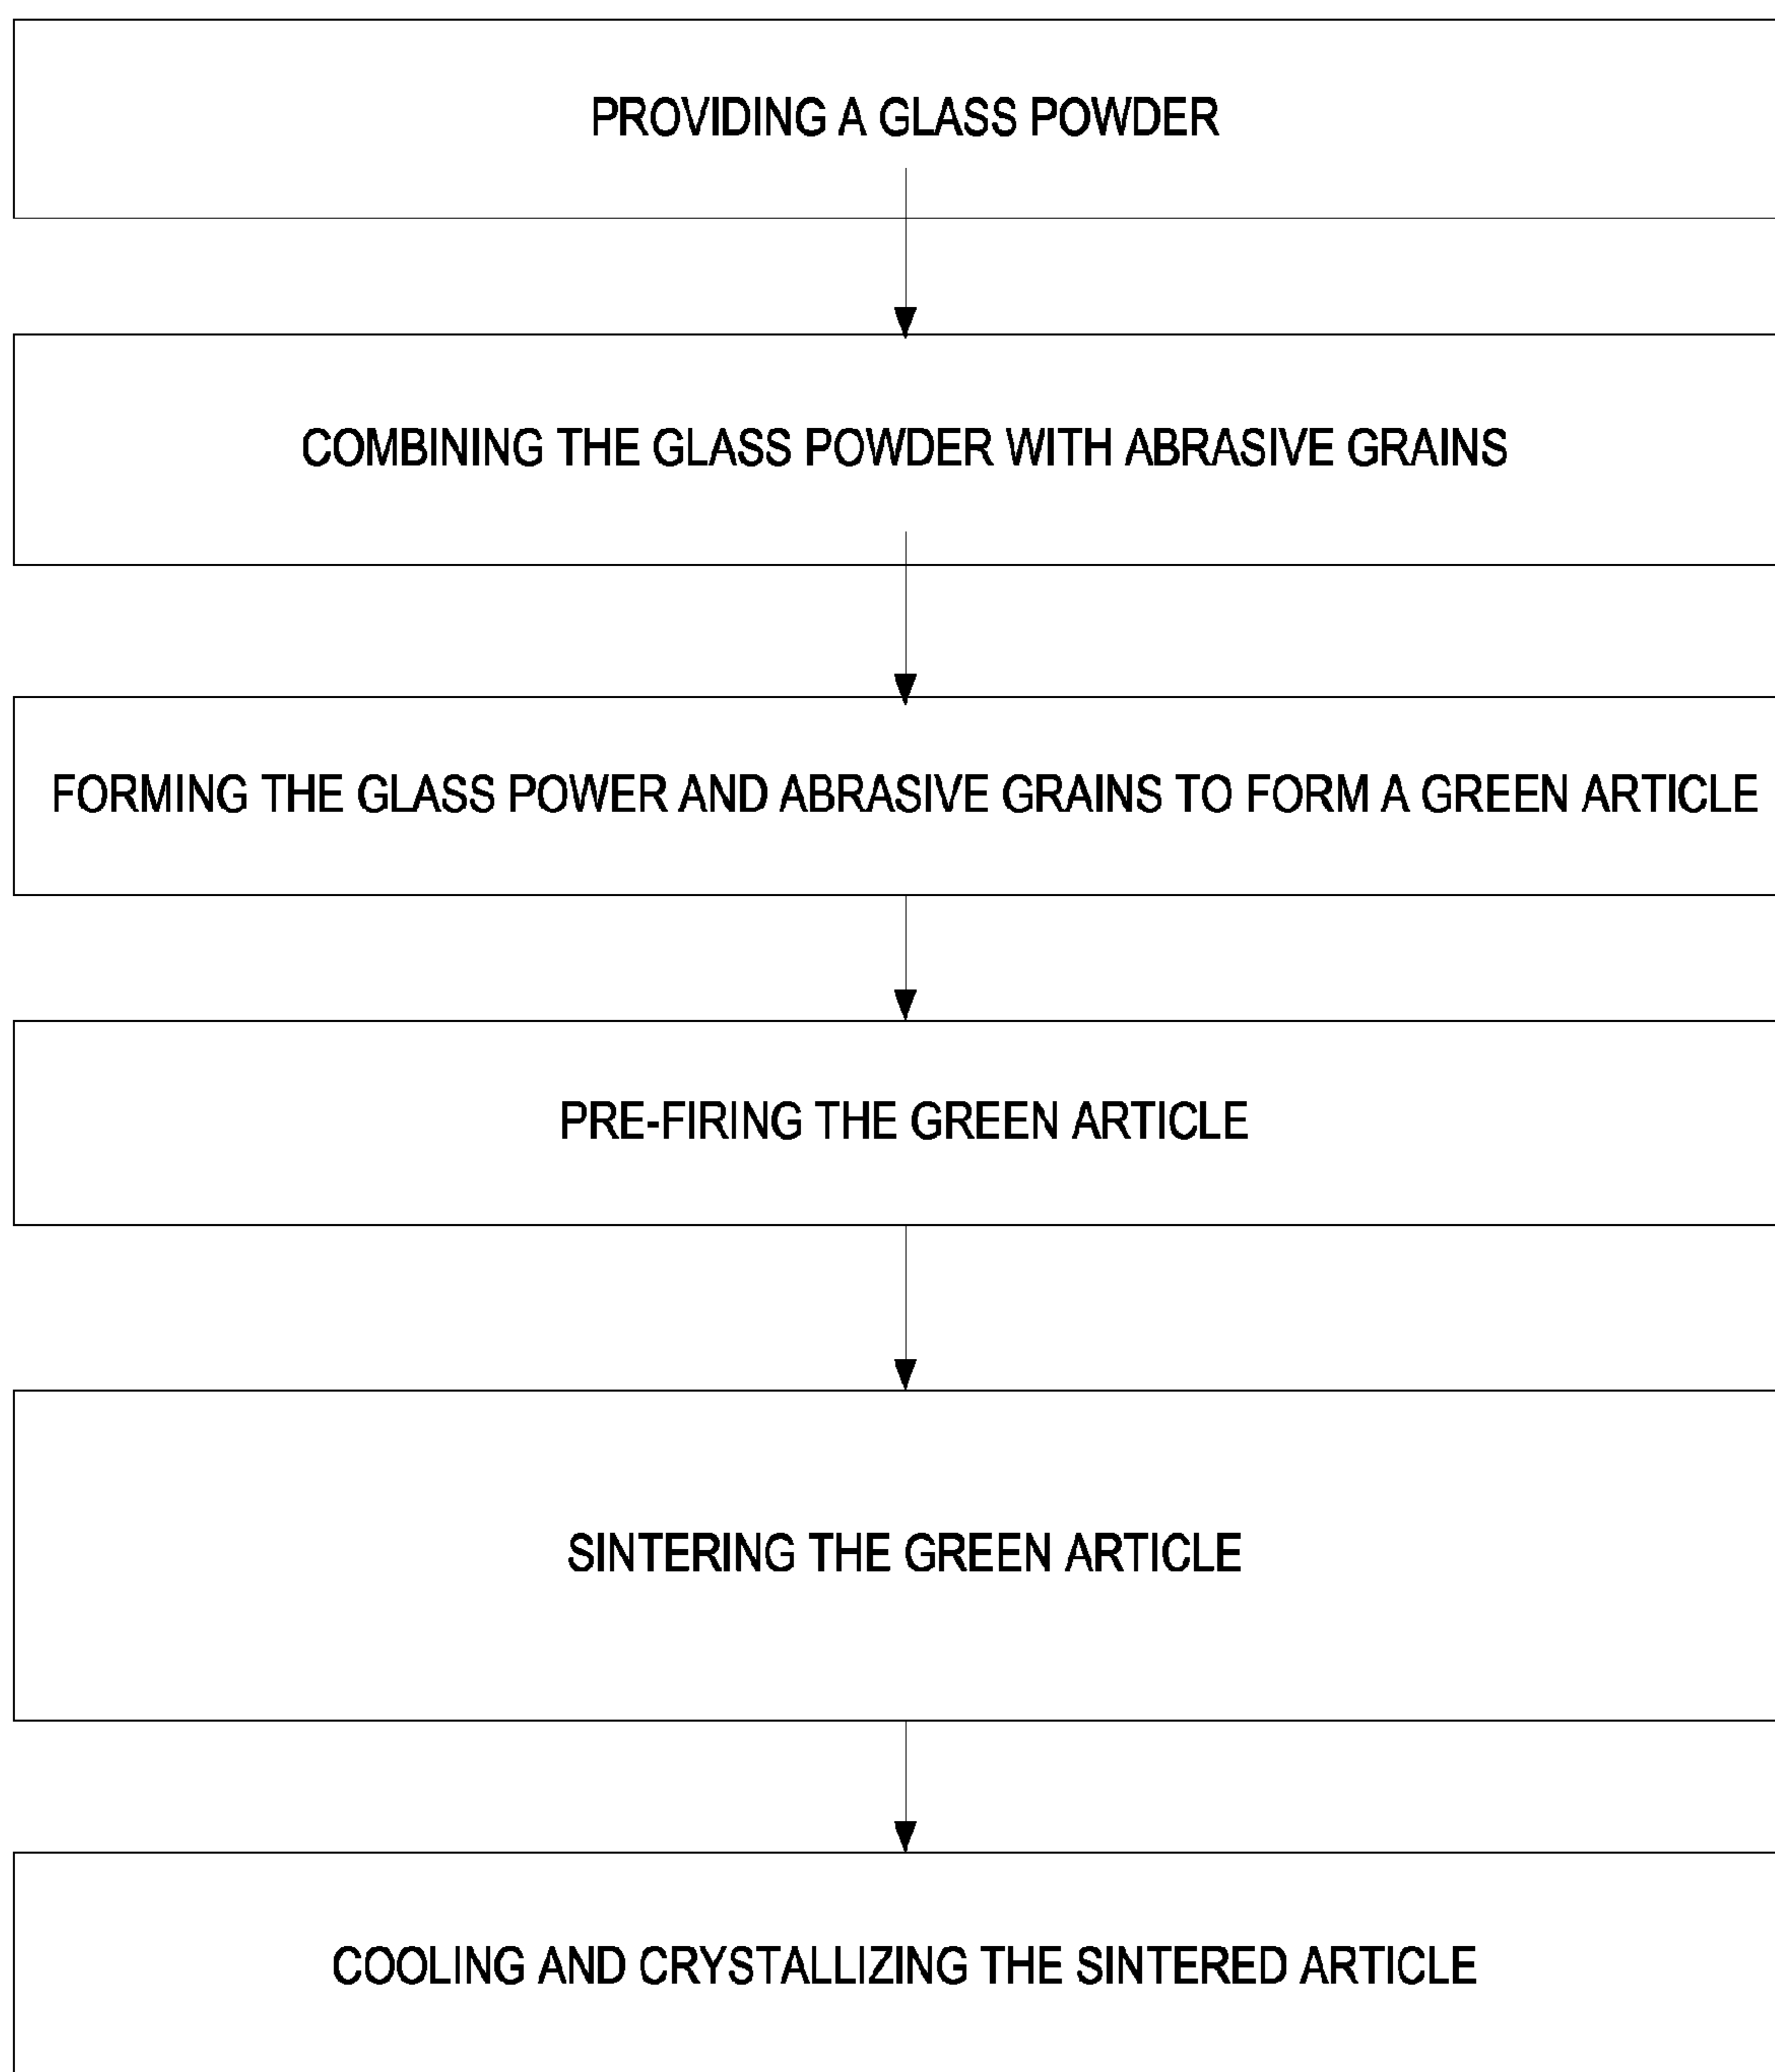 PROVIDING A GLASS POWDER
COMBINING THE GLASS POWDER WITH ABRASIVE GRAINS
FORMING THE GLASS POWER AND ABRASIVE GRAINS TO FORM A GREEN ARTICLE
PRE-FIRING THE GREEN ARTICLE
SINTERING THE GREEN ARTICLE
COOLING AND CRYSTALLIZING THE SINTERED ARTICLE